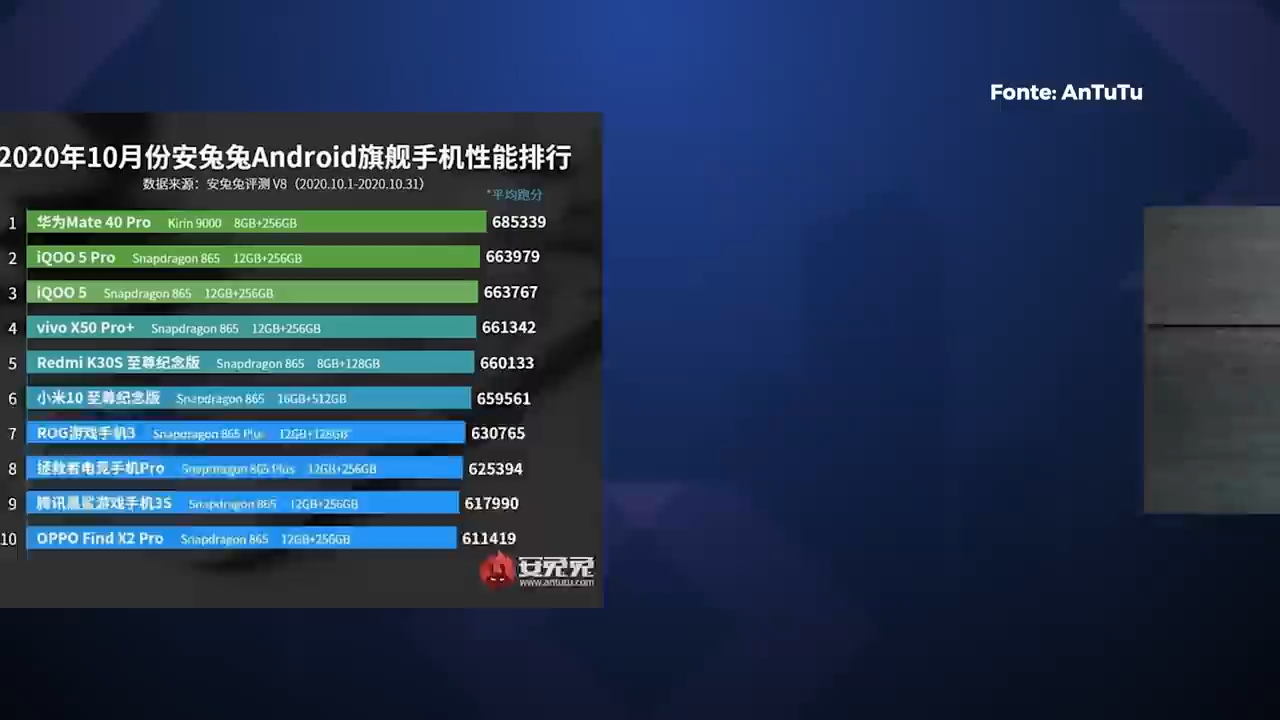 Fonte: AnTuTu
2020年10月份安兔兔Android旗舰手机性能排行
数据来源：安兔兔评测 V8（2020.10.1-2020.10.31）
*平均跑分
1 华为Mate 40 Pro Kirin 9000 8GB+256GB 685339
2 iQOO 5 Pro Snapdragon 865 12GB+256GB 663979
3 iQOO 5 Snapdragon 865 12GB+256GB 663767
4 vivo X50 Pro+ Snapdragon 865 12GB+256GB 661342
5 Redmi K30S 至尊纪念版 Snapdragon 865 8GB+128GB 660133
6 小米10 至尊纪念版 Snapdragon 865 16GB+512GB 659561
7 ROG游戏手机3 Snapdragon 865 Plus 12GB+128GB 630765
8 拯救者电竞手机Pro Snapdragon 865 Plus 12GB+256GB 625394
9 腾讯黑鲨游戏手机3S Snapdragon 865 12GB+256GB 617990
10 OPPO Find X2 Pro Snapdragon 865 12GB+256GB 611419
安兔兔
www.antutu.com